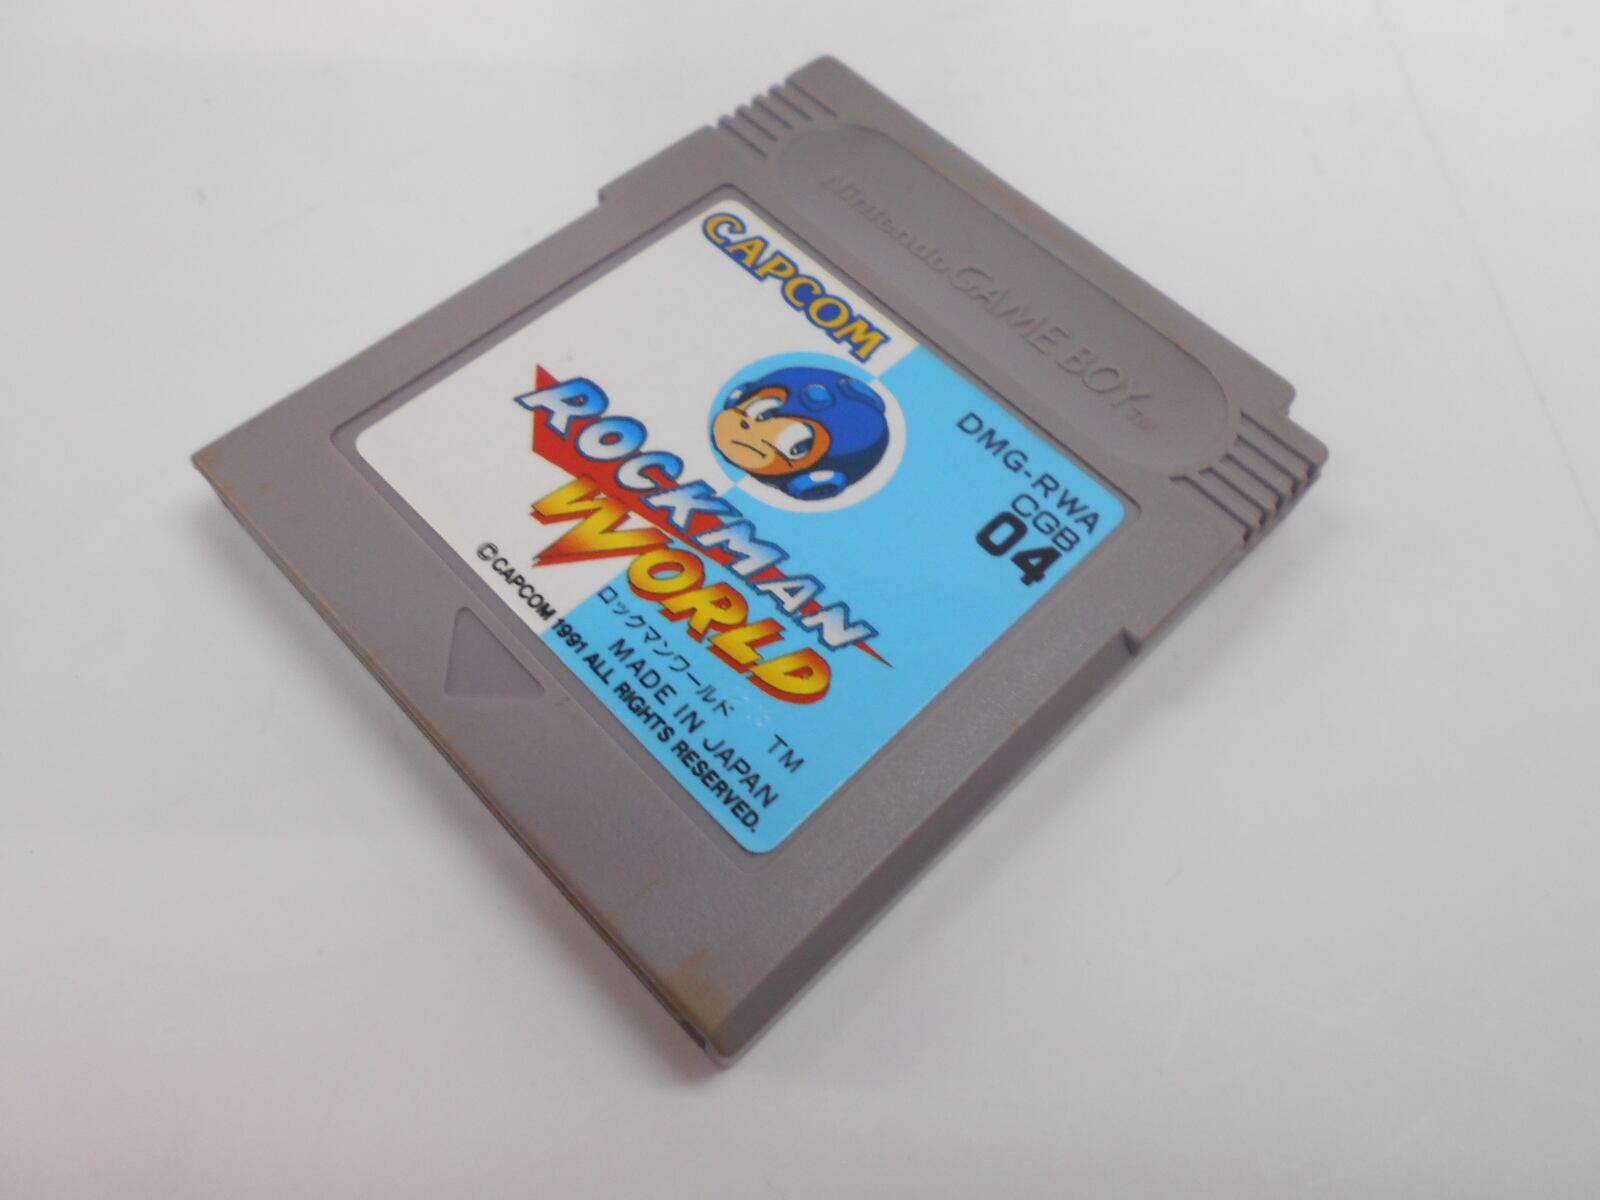 Nintendo GAME BOY™
CAPCOM
DMG-RWA
CGB
04
ROCKMAN
WORLD
ロックマンワールド TM
MADE IN JAPAN
©CAPCOM 1991 ALL RIGHTS RESERVED.